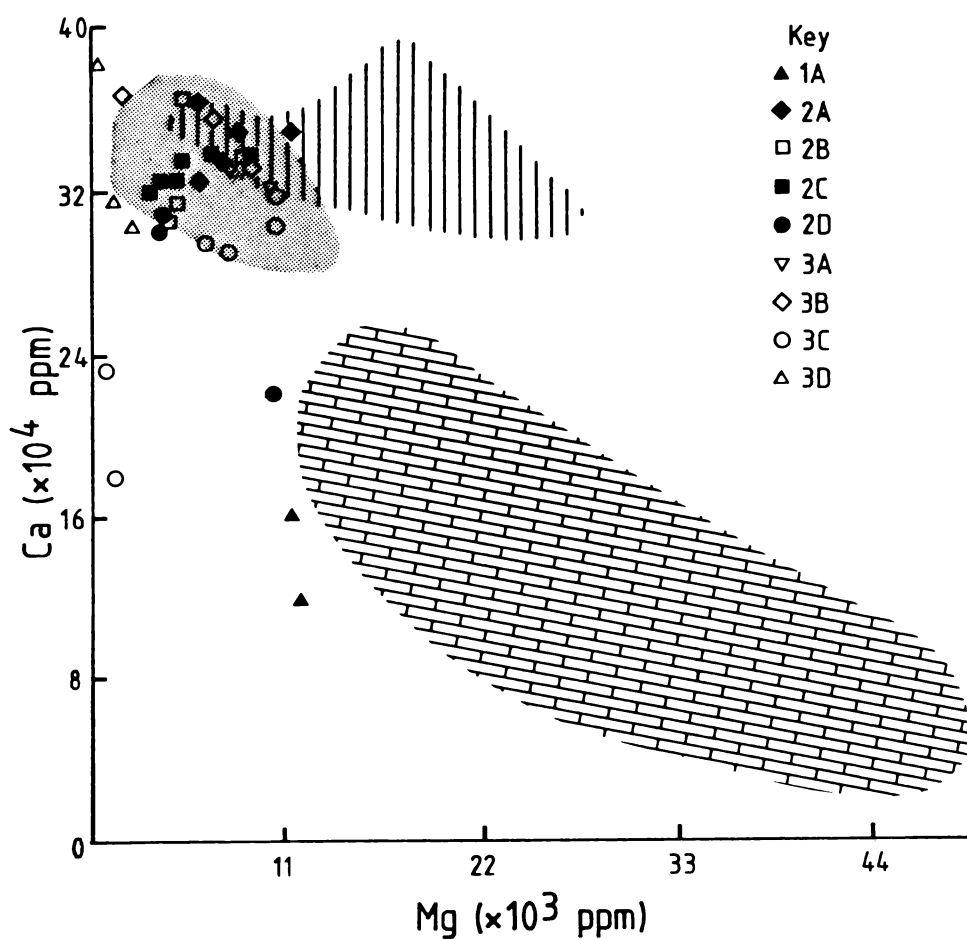 40
32
24
16
8
0
11 22 33 44
Ca (×10⁴ ppm)
Mg (×10³ ppm)
Key
1A
2A
2B
2C
2D
3A
3B
3C
3D